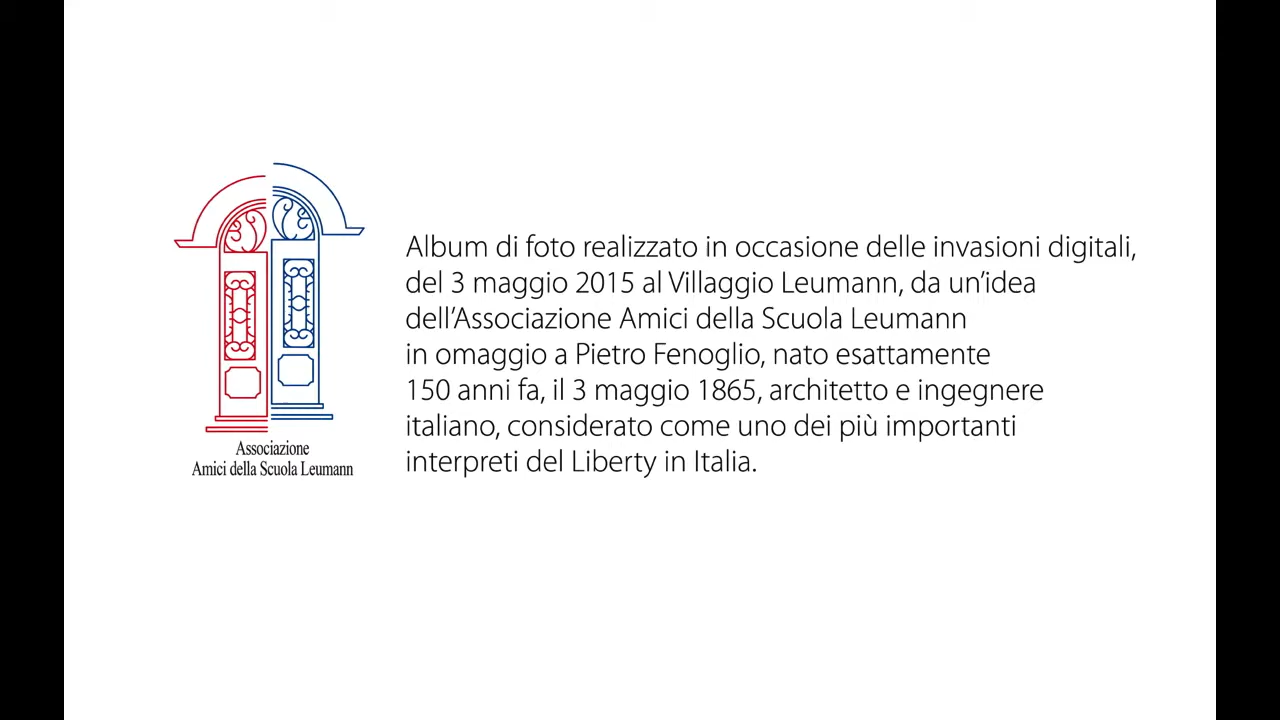 Album di foto realizzato in occasione delle invasioni digitali,
del 3 maggio 2015 al Villaggio Leumann, da un’idea
dell’Associazione Amici della Scuola Leumann
in omaggio a Pietro Fenoglio, nato esattamente
150 anni fa, il 3 maggio 1865, architetto e ingegnere
italiano, considerato come uno dei più importanti
interpreti del Liberty in Italia.
Associazione
Amici della Scuola Leumann